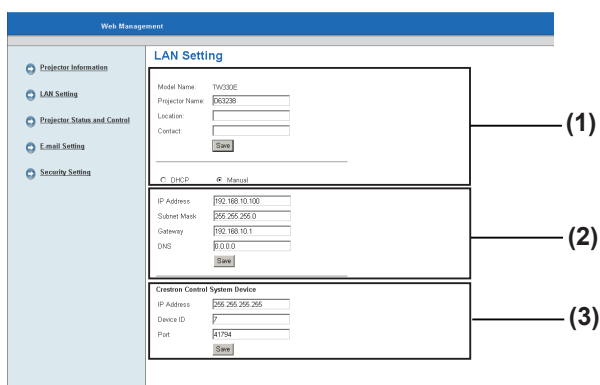 Web Management
Projector Information
LAN Setting
Projector Status and Control
E-mail Setting
Security Setting
LAN Setting
Model Name: TW330E
Projector Name: D63238
Location:
Contact:
Save
DHCP Manual
(1)
IP Address 192.168.10.100
Subnet Mask 255.255.255.0
Gateway 192.168.10.1
DNS 0.0.0.0
Save
(2)
Crestron Control System Device
IP Address 255.255.255.255
Device ID 7
Port 41794
Save
(3)